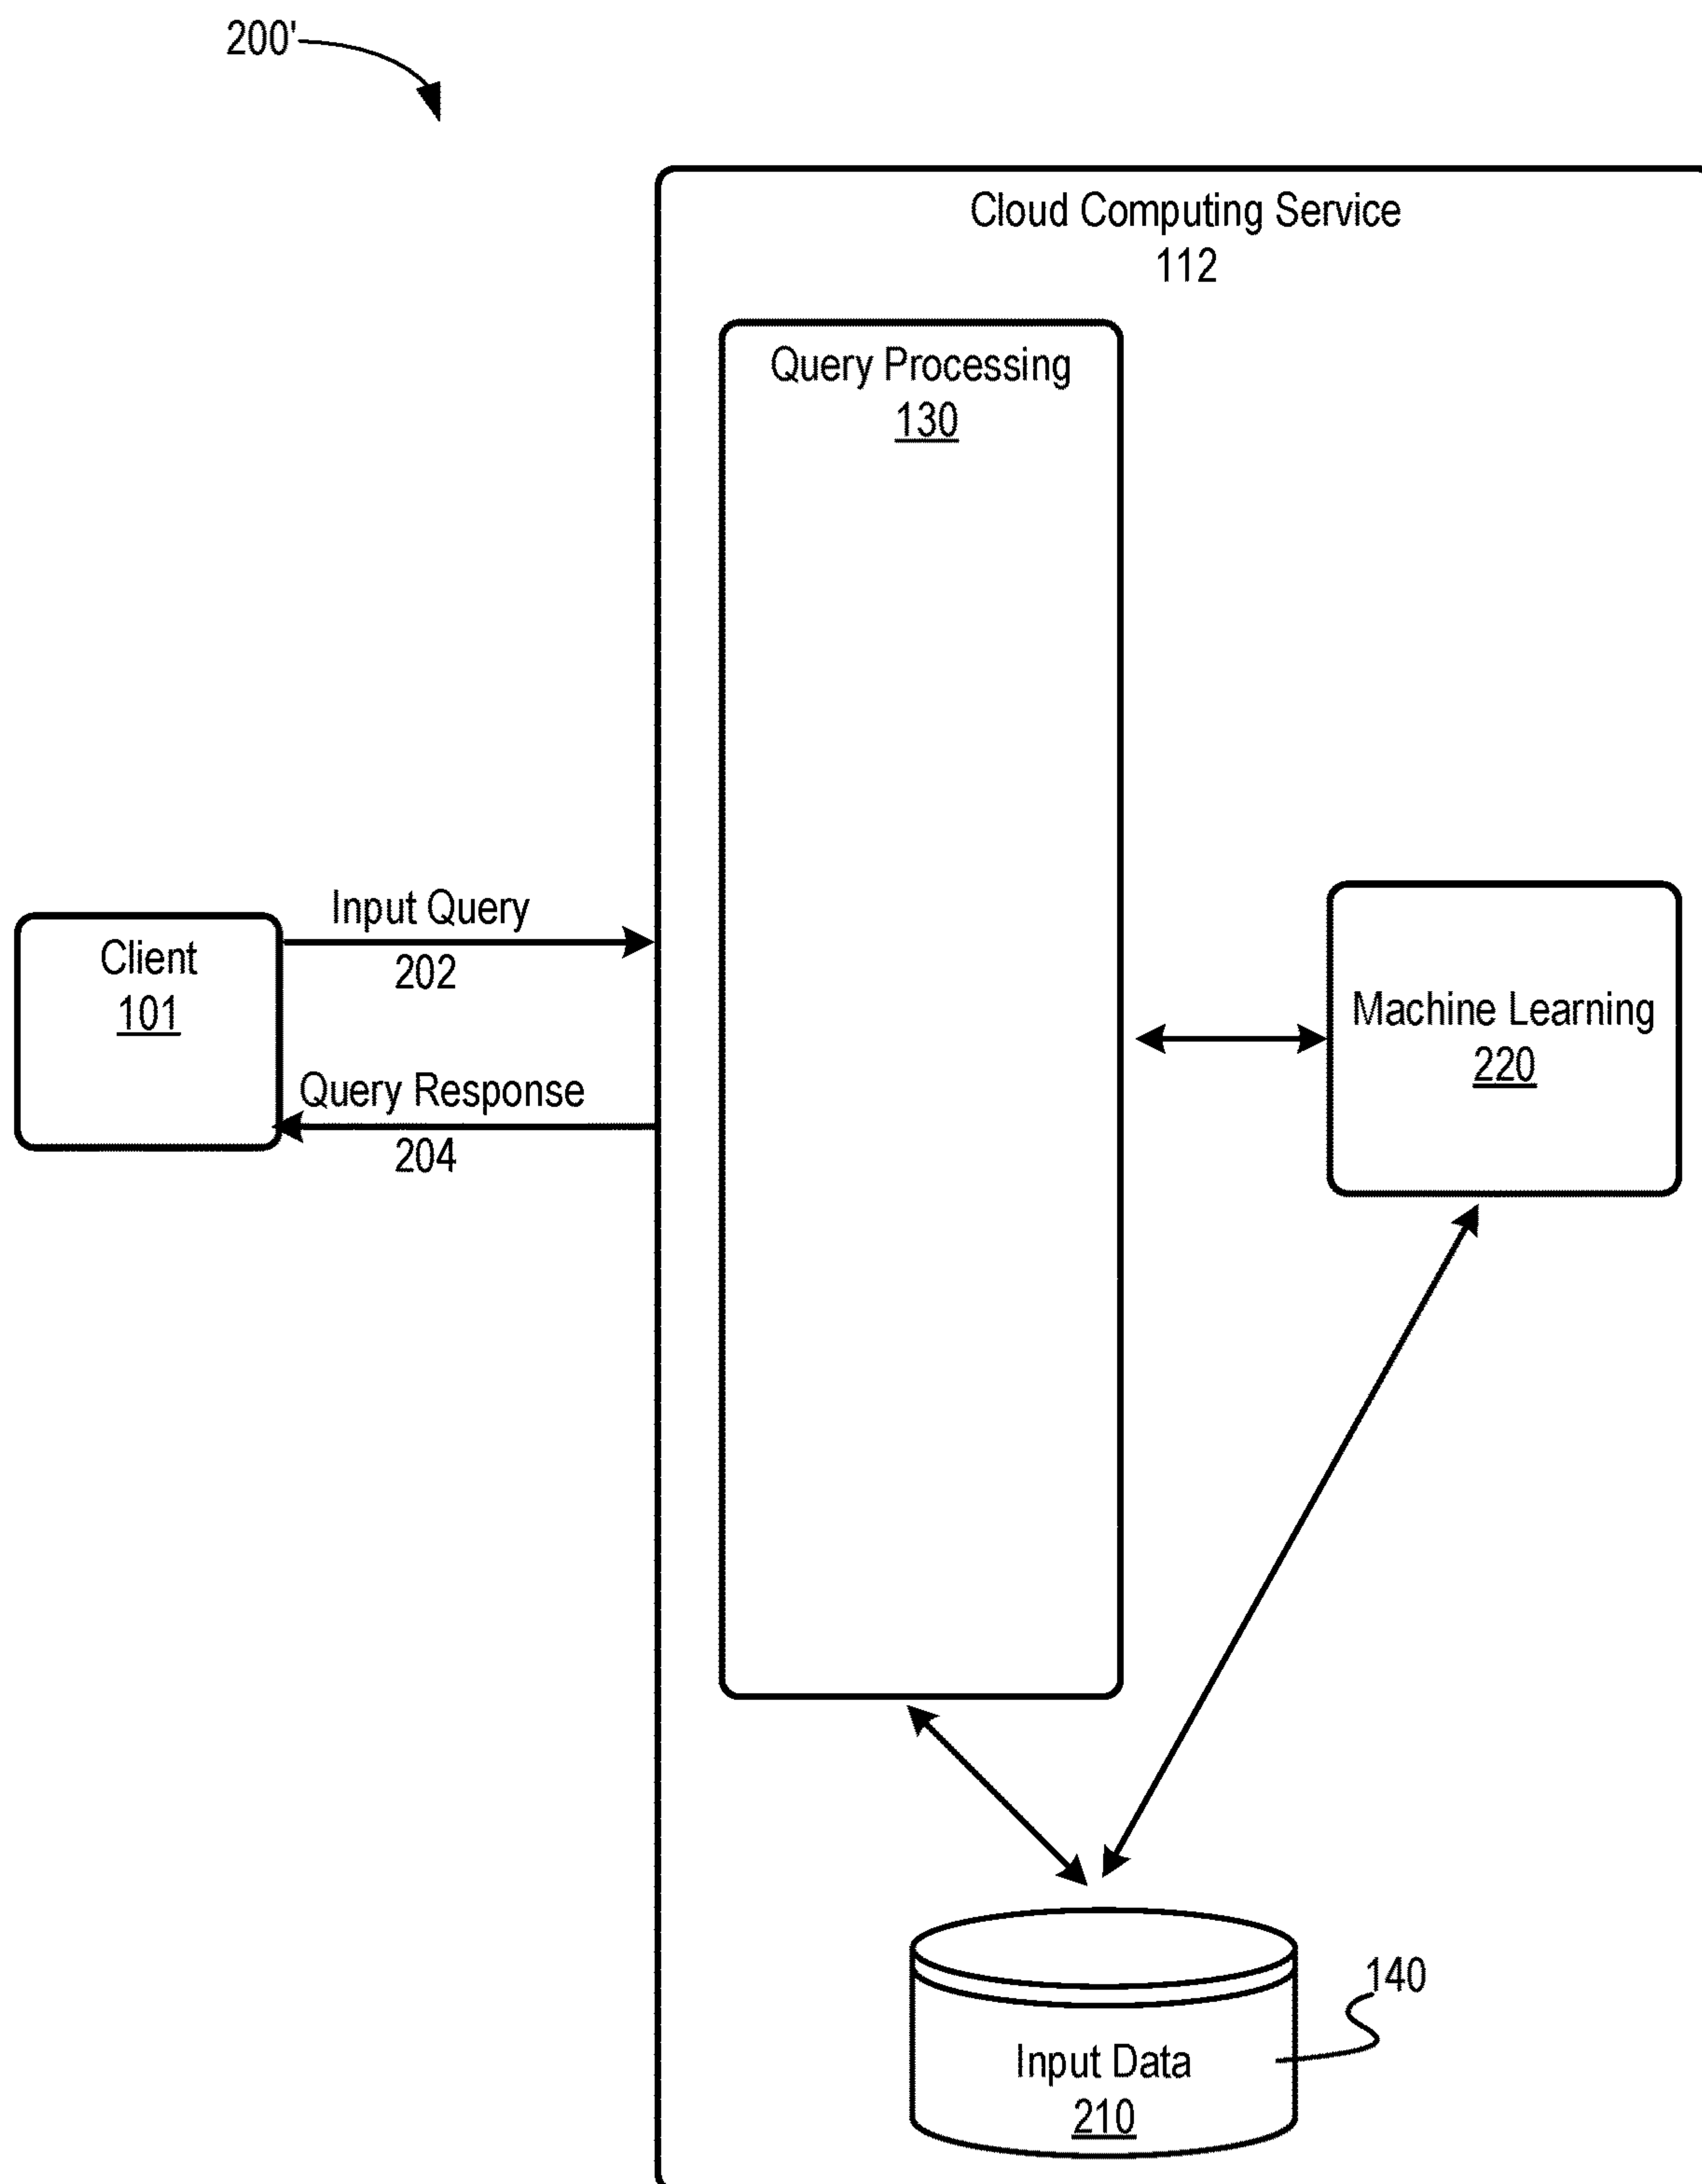 200'
Cloud Computing Service
112
Query Processing
130
Input Query
202
Client
101
Machine Learning
220
Query Response
204
140
Input Data
210